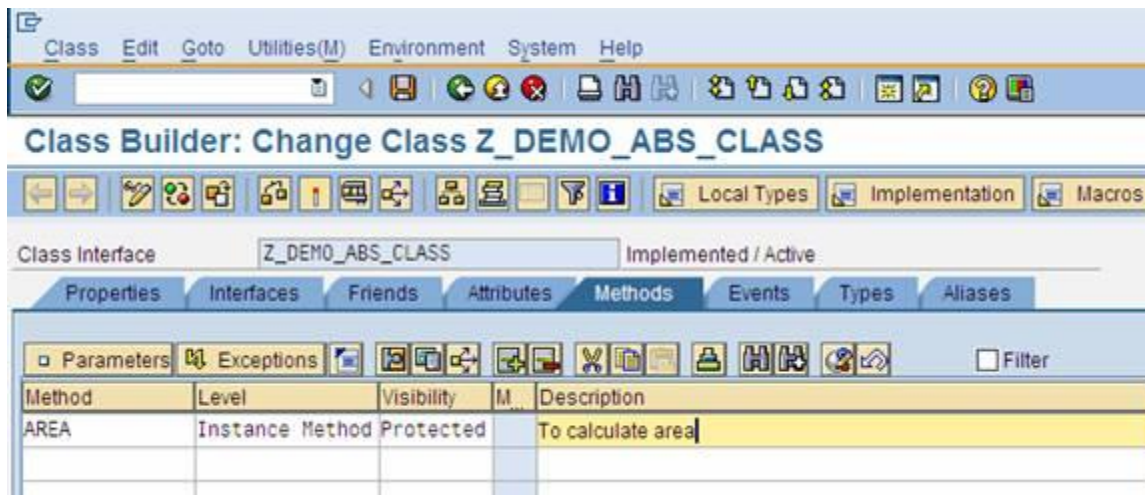 Class Edit Goto Utilities(M) Environment System Help
Class Builder: Change Class Z_DEMO_ABS_CLASS
Local Types Implementation Macros
Class Interface Z_DEMO_ABS_CLASS Implemented / Active
Properties Interfaces Friends Attributes Methods Events Types Aliases
Parameters Exceptions Filter
Method Level Visibility M... Description
AREA Instance Method Protected To calculate area